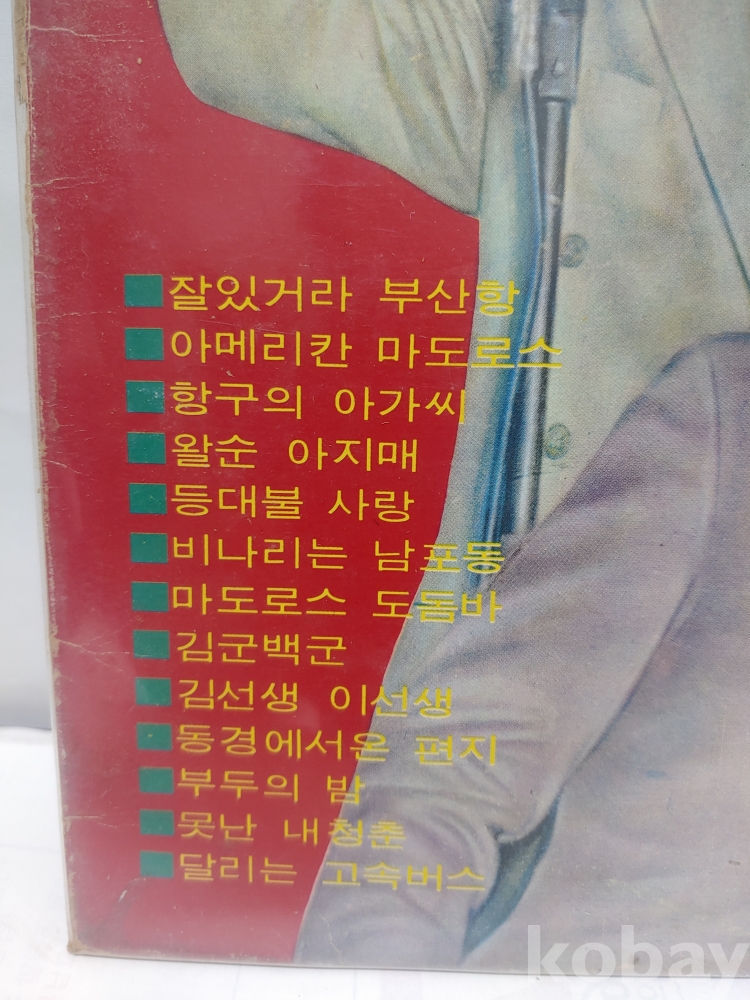 ■잘있거라 부산항
■아메리칸 마도로스
■항구의 아가씨
■왈순 아지매
■등대불 사랑
■비나리는 남포동
■마도로스 도돔바
■김군백군
■김선생 이선생
■동경에서온 편지
■부두의 밤
■못난 내청춘
■달리는 고속버스
kobay